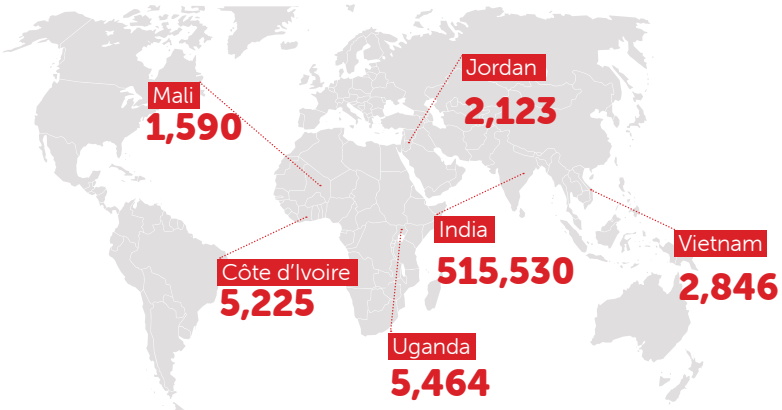 Jordan
2,123
Mali
1,590
India
515,530
Vietnam
2,846
Côte d'Ivoire
5,225
Uganda
5,464